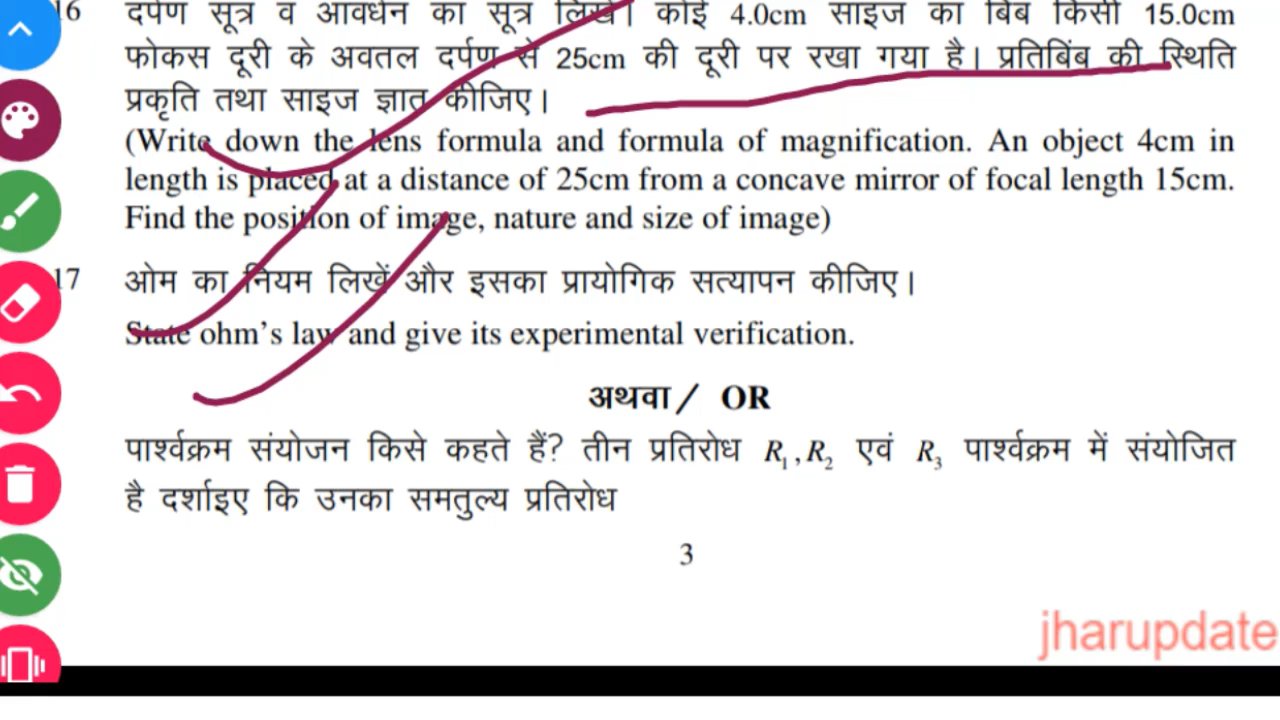 16 दर्पण सूत्र व आवर्धन का सूत्र लिखें। कोई 4.0cm साइज का बिंब किसी 15.0cm
फोकस दूरी के अवतल दर्पण से 25cm की दूरी पर रखा गया है। प्रतिबिंब की स्थिति
प्रकृति तथा साइज ज्ञात कीजिए।
(Write down the lens formula and formula of magnification. An object 4cm in
length is placed at a distance of 25cm from a concave mirror of focal length 15cm.
Find the position of image, nature and size of image)
17 ओम का नियम लिखें और इसका प्रायोगिक सत्यापन कीजिए।
State ohm's law and give its experimental verification.
अथवा / OR
पार्श्वक्रम संयोजन किसे कहते हैं? तीन प्रतिरोध R₁,R₂ एवं R₃ पार्श्वक्रम में संयोजित
है दर्शाइए कि उनका समतुल्य प्रतिरोध
3
jharupdate